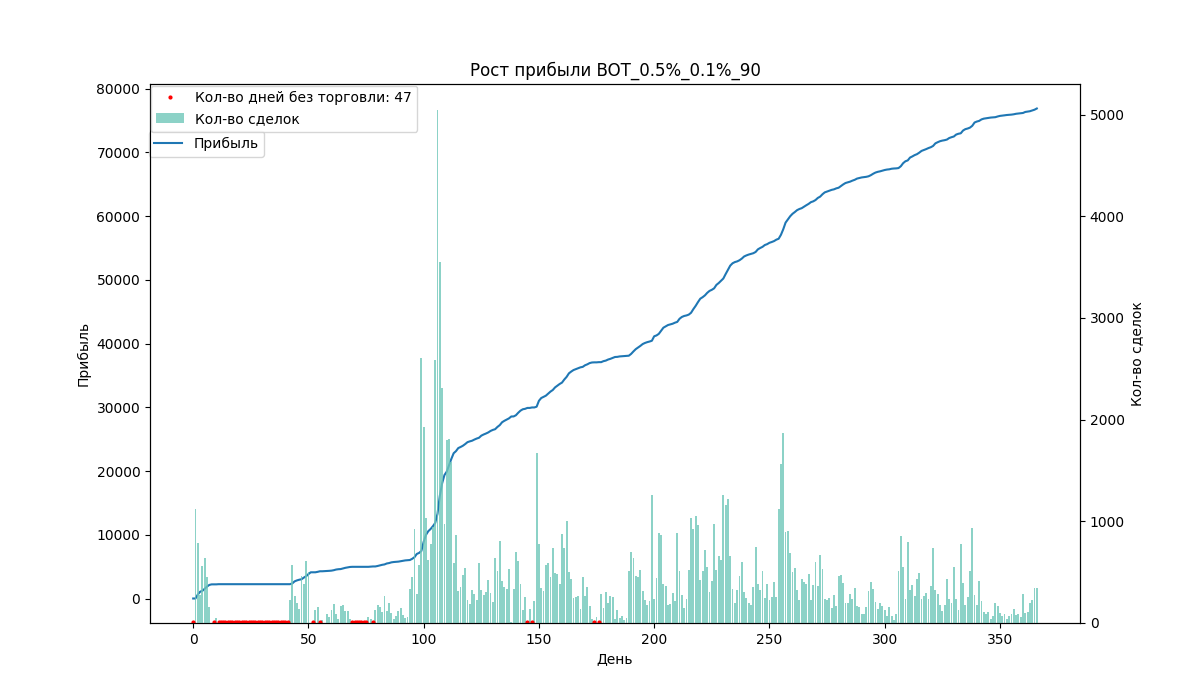 Рост прибыли BOT_0.5%_0.1%_90
Кол-во дней без торговли: 47
Кол-во сделок
Прибыль
80000
70000
60000
50000
40000
30000
20000
10000
0
Прибыль
5000
4000
3000
2000
1000
0
Кол-во сделок
0 50 100 150 200 250 300 350
День